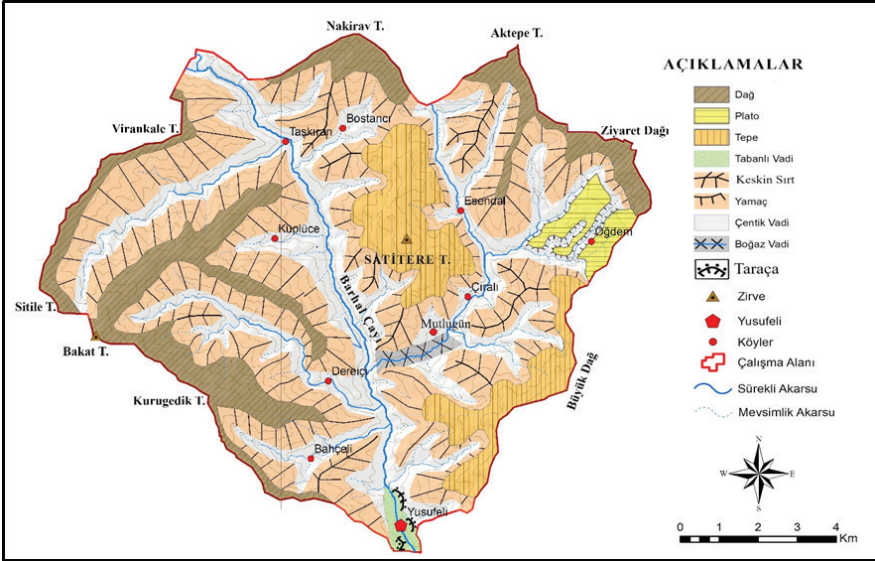 Nakirav T.
Aktepe T.
Virankale T.
Bostancı
Taşkıran
Ziyaret Dağı
Esendal
Küplüce
Öğdem
SATİTERE T.
Barhal Çayı
Çıralı
Sitile T.
Mutlugün
Bakat T.
Dereiçi
Büyük Dağ
Kurugedik T.
Bahçeli
Yusufeli
AÇIKLAMALAR
Dağ
Plato
Tepe
Tabanlı Vadi
Keskin Sırt
Yamaç
Çentik Vadi
Boğaz Vadi
Taraça
Zirve
Yusufeli
Köyler
Çalışma Alanı
Sürekli Akarsu
Mevsimlik Akarsu
N
W E
S
0 1 2 3 4
Km